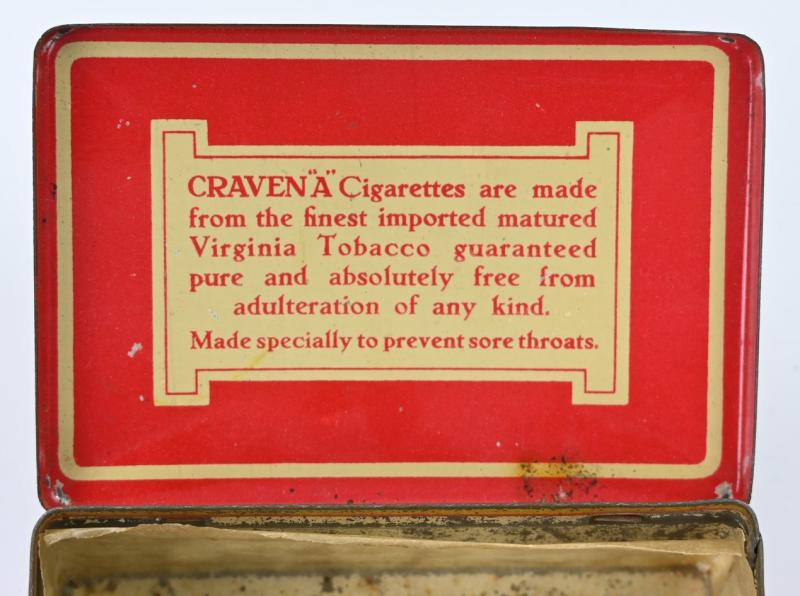 CRAVEN "A" Cigarettes are made
from the finest imported matured
Virginia Tobacco guaranteed
pure and absolutely free from
adulteration of any kind.
Made specially to prevent sore throats.